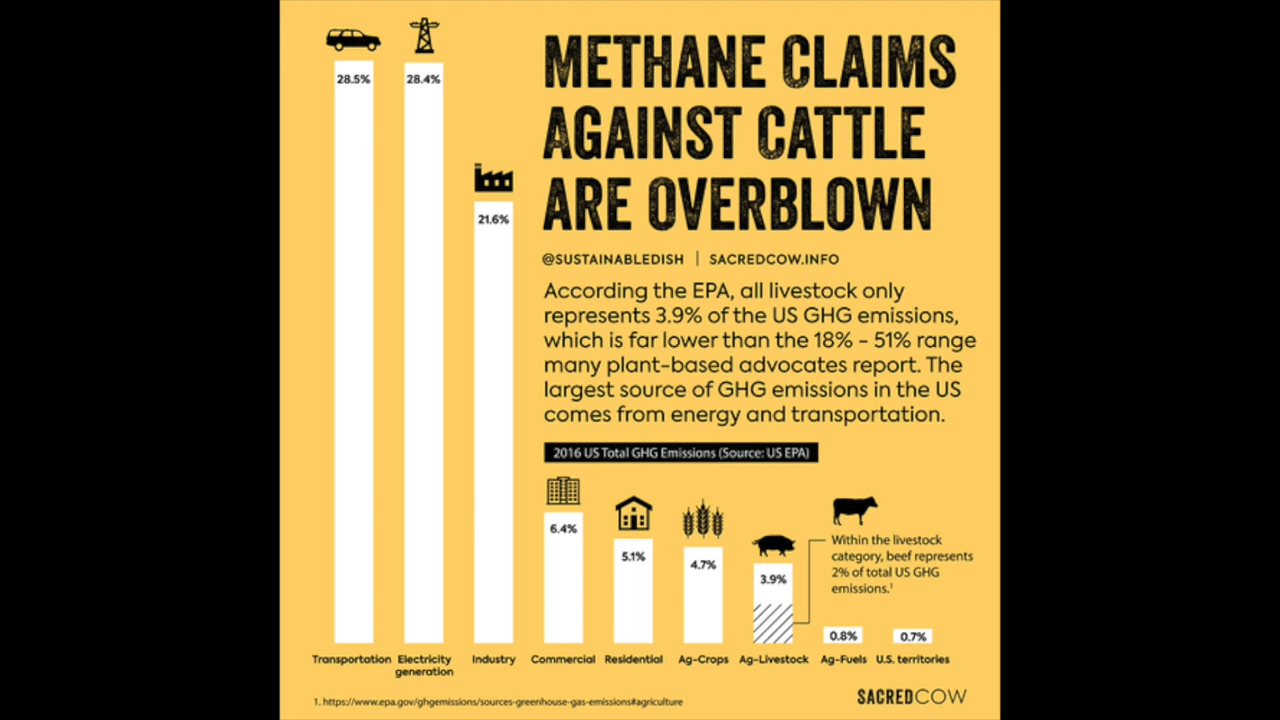 METHANE CLAIMS
AGAINST CATTLE
ARE OVERBLOWN
@SUSTAINABLEDISH | SACREDCOW.INFO
According the EPA, all livestock only
represents 3.9% of the US GHG emissions,
which is far lower than the 18% - 51% range
many plant-based advocates report. The
largest source of GHG emissions in the US
comes from energy and transportation.
2016 US Total GHG Emissions (Source: US EPA)
28.5%
28.4%
21.6%
6.4%
5.1%
4.7%
3.9%
Within the livestock
category, beef represents
2% of total US GHG
emissions.¹
0.8%
0.7%
Transportation
Electricity
generation
Industry
Commercial
Residential
Ag-Crops
Ag-Livestock
Ag-Fuels
U.S. territories
1. https://www.epa.gov/ghgemissions/sources-greenhouse-gas-emissions#agriculture
SACREDCOW